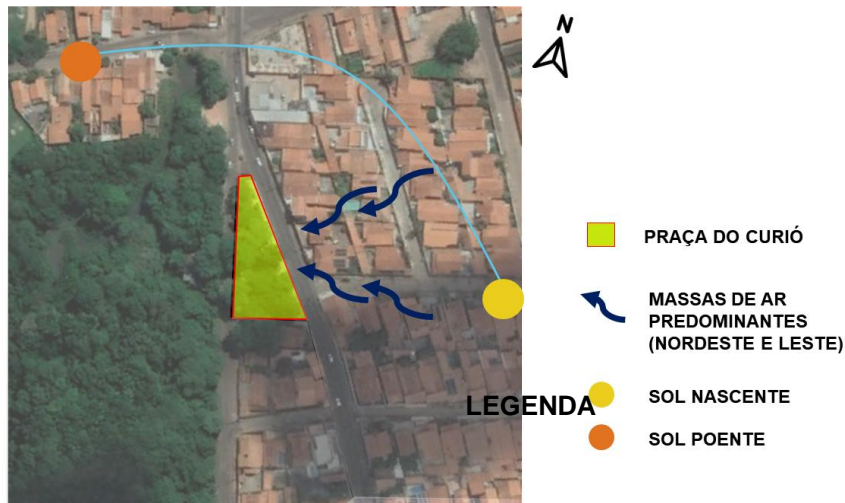 N
PRAÇA DO CURIÓ
MASSAS DE AR
PREDOMINANTES
(NORDESTE E LESTE)
LEGENDA
SOL NASCENTE
SOL POENTE